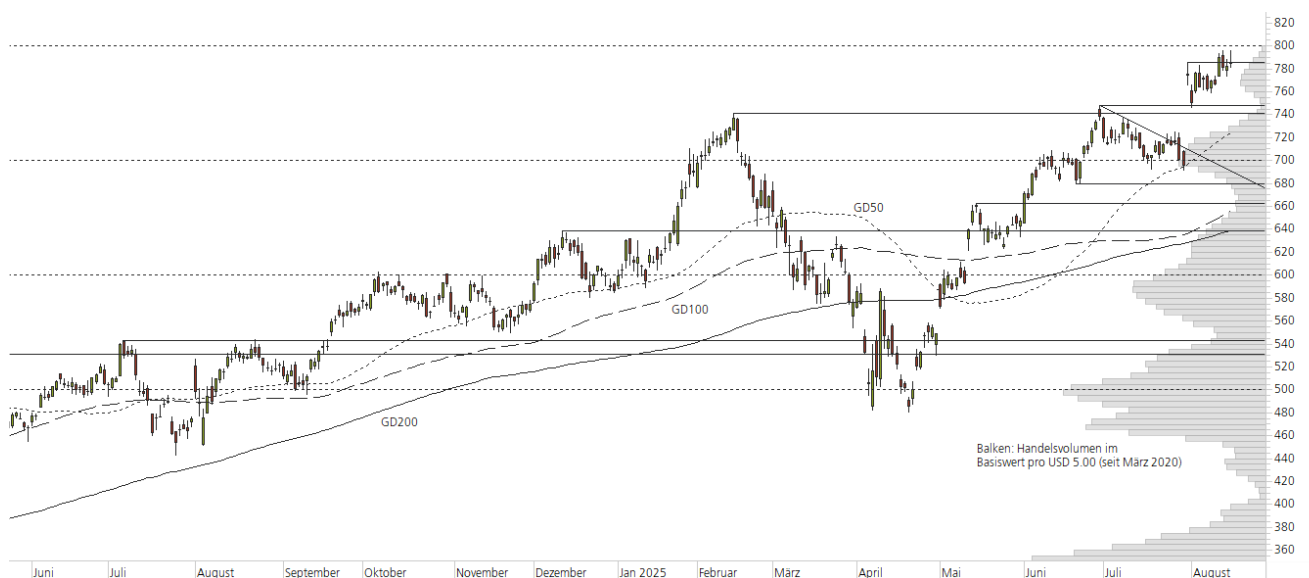 820
800
780
760
740
720
700
680
660
640
620
600
580
560
540
520
500
480
460
440
420
400
380
360
GD50
GD100
GD200
Balken: Handelsvolumen im
Basiswert pro USD 5.00 (seit März 2020)
Juni
Juli
August
September
Oktober
November
Dezember
Jan 2025
Februar
März
April
Mai
Juni
Juli
August